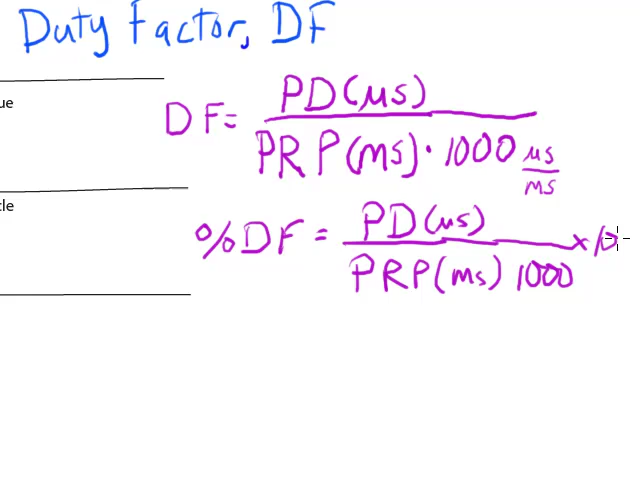 Duty Factor, DF
ue
DF = PD(µs) / PRP(ms) · 1000 µs/ms
cle
%DF = PD(µs) / PRP(ms) 1000 × 10